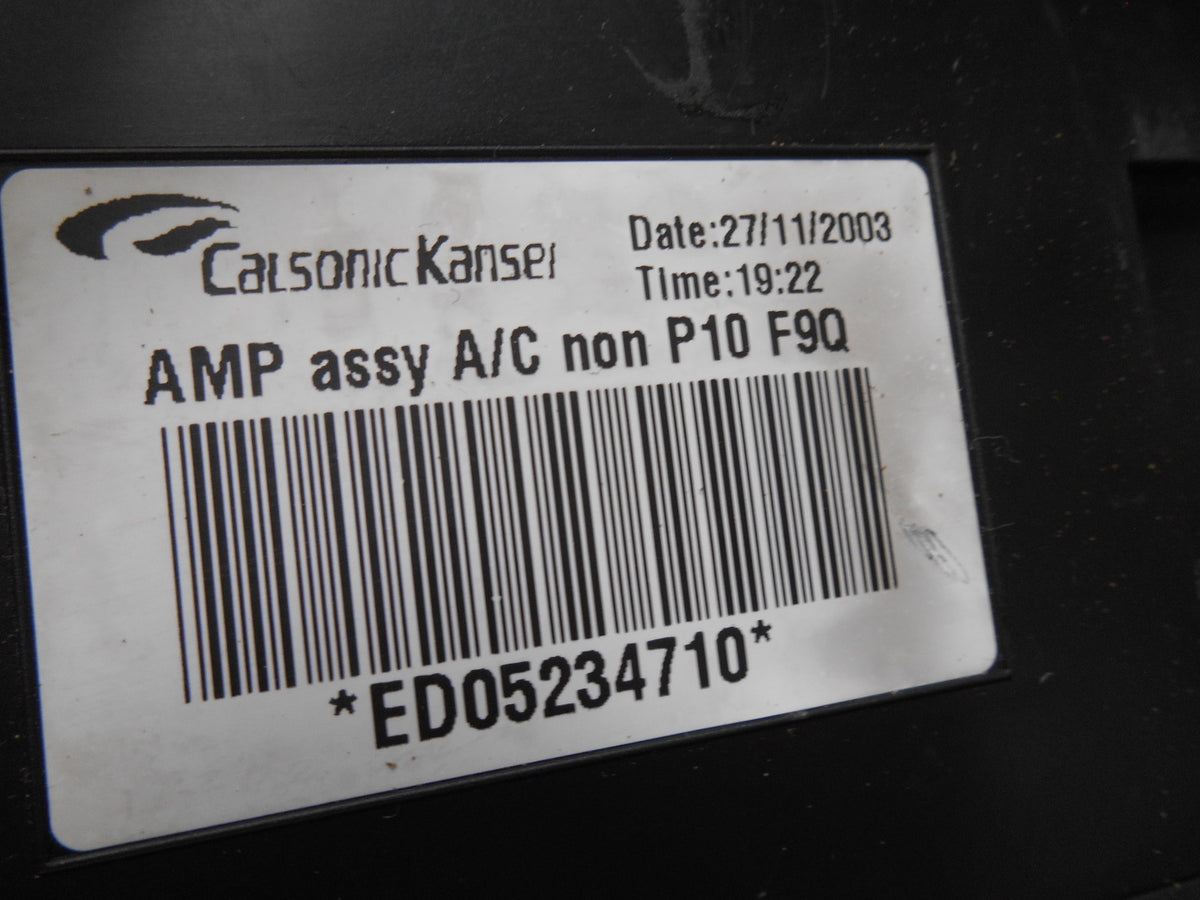 CalsonicKansei
Date:27/11/2003
Time:19:22
AMP assy A/C non P10 F9Q
*ED05234710*